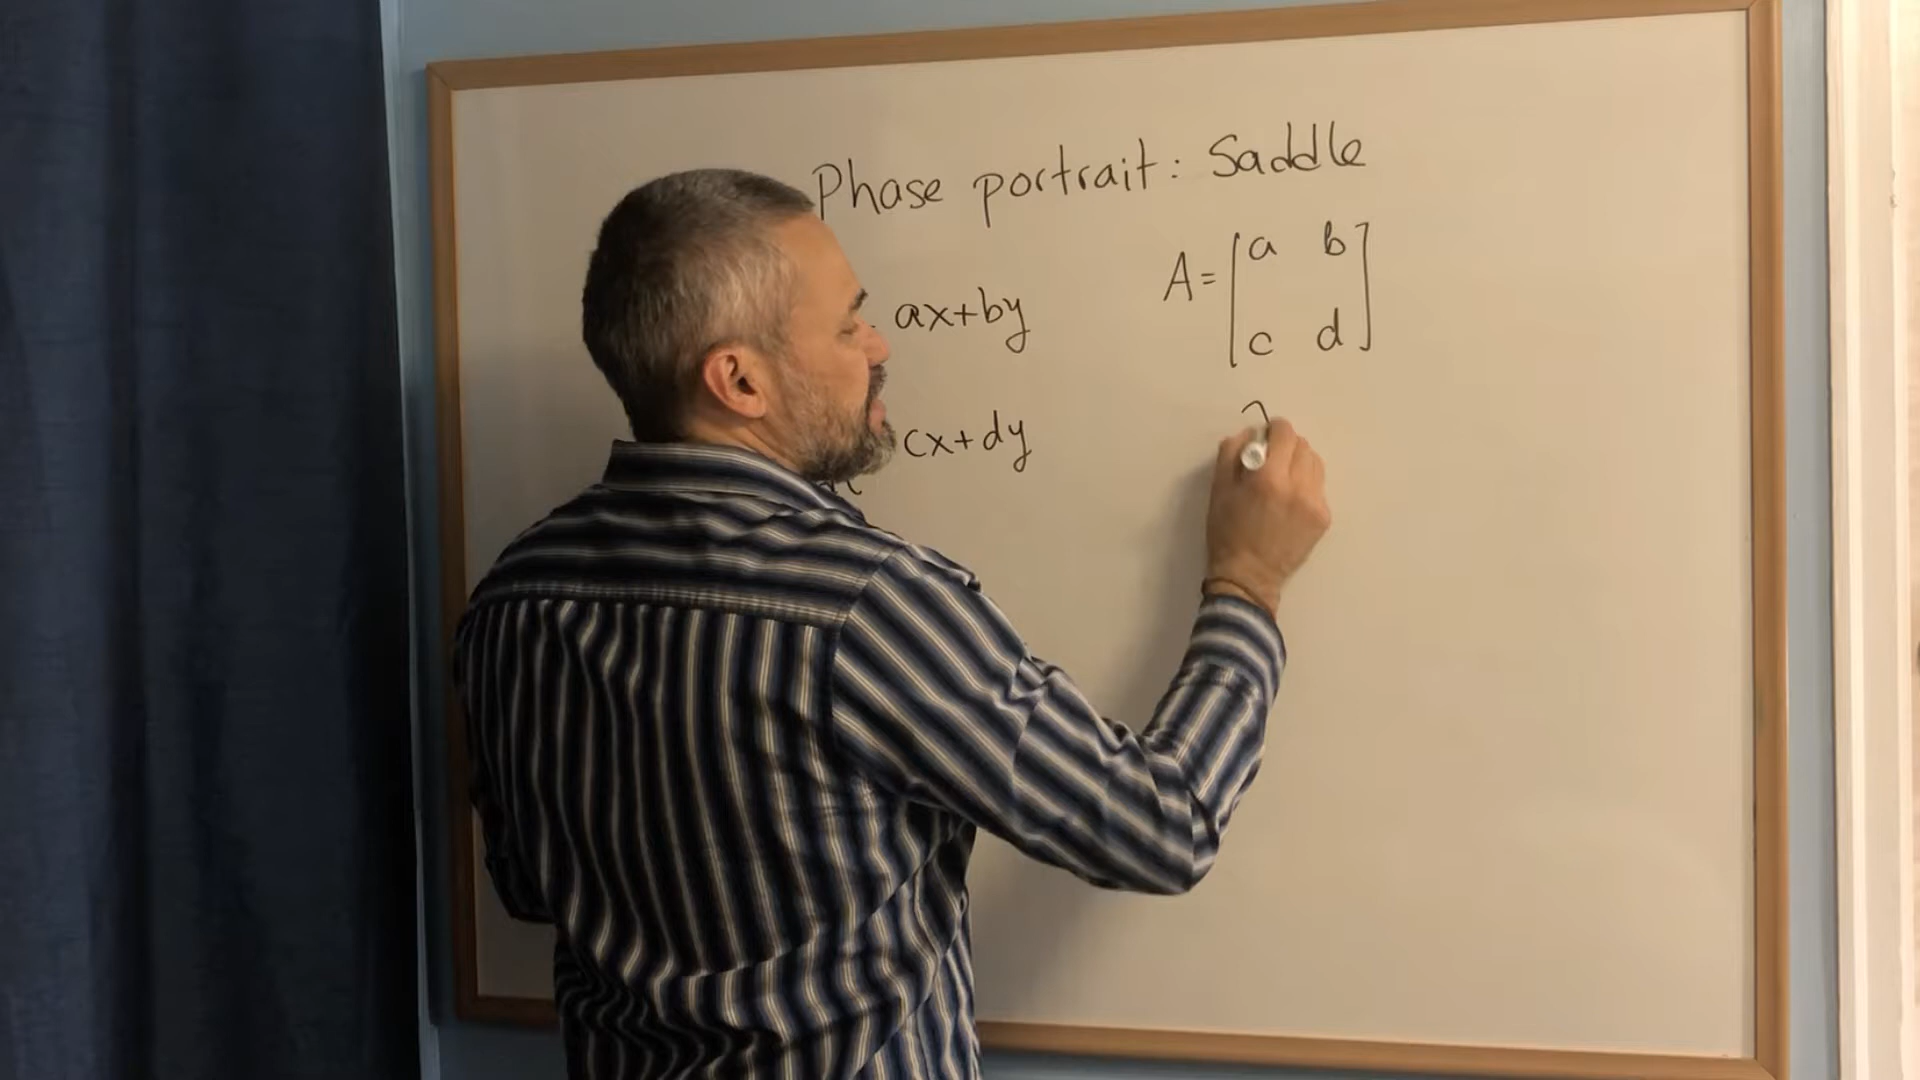 Phase portrait: Saddle
ax+by
cx+dy
A= [a b
c d]